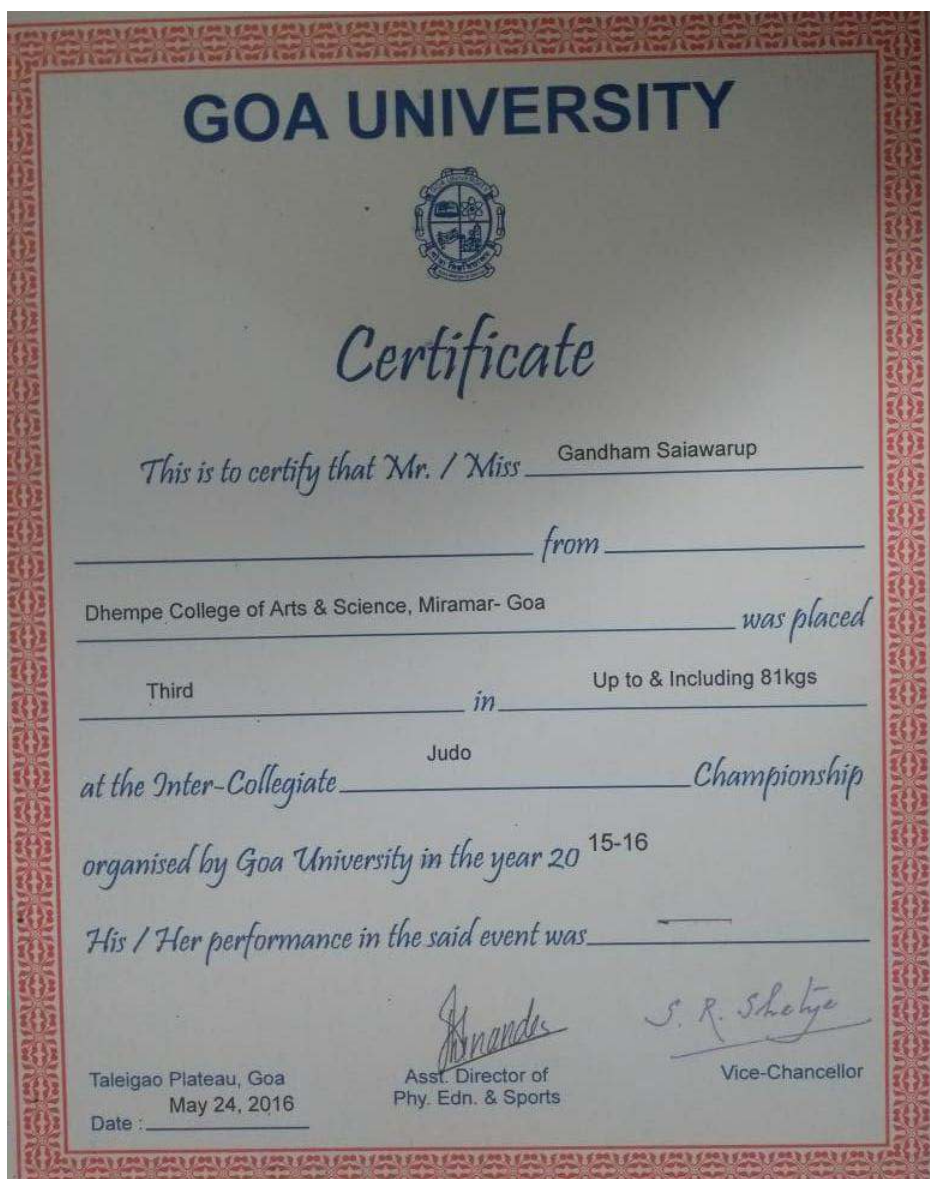 GOA UNIVERSITY
GOA UNIVERSITY
Certificate
This is to certify that Mr. / Miss Gandham Saiawarup
from
Dhempe College of Arts & Science, Miramar- Goa was placed
Third in Up to & Including 81kgs
at the Inter-Collegiate Judo Championship
organised by Goa University in the year 20 15-16
His / Her performance in the said event was
S. R. Shetye
Taleigao Plateau, Goa Asst. Director of Vice-Chancellor
May 24, 2016 Phy. Edn. & Sports
Date :